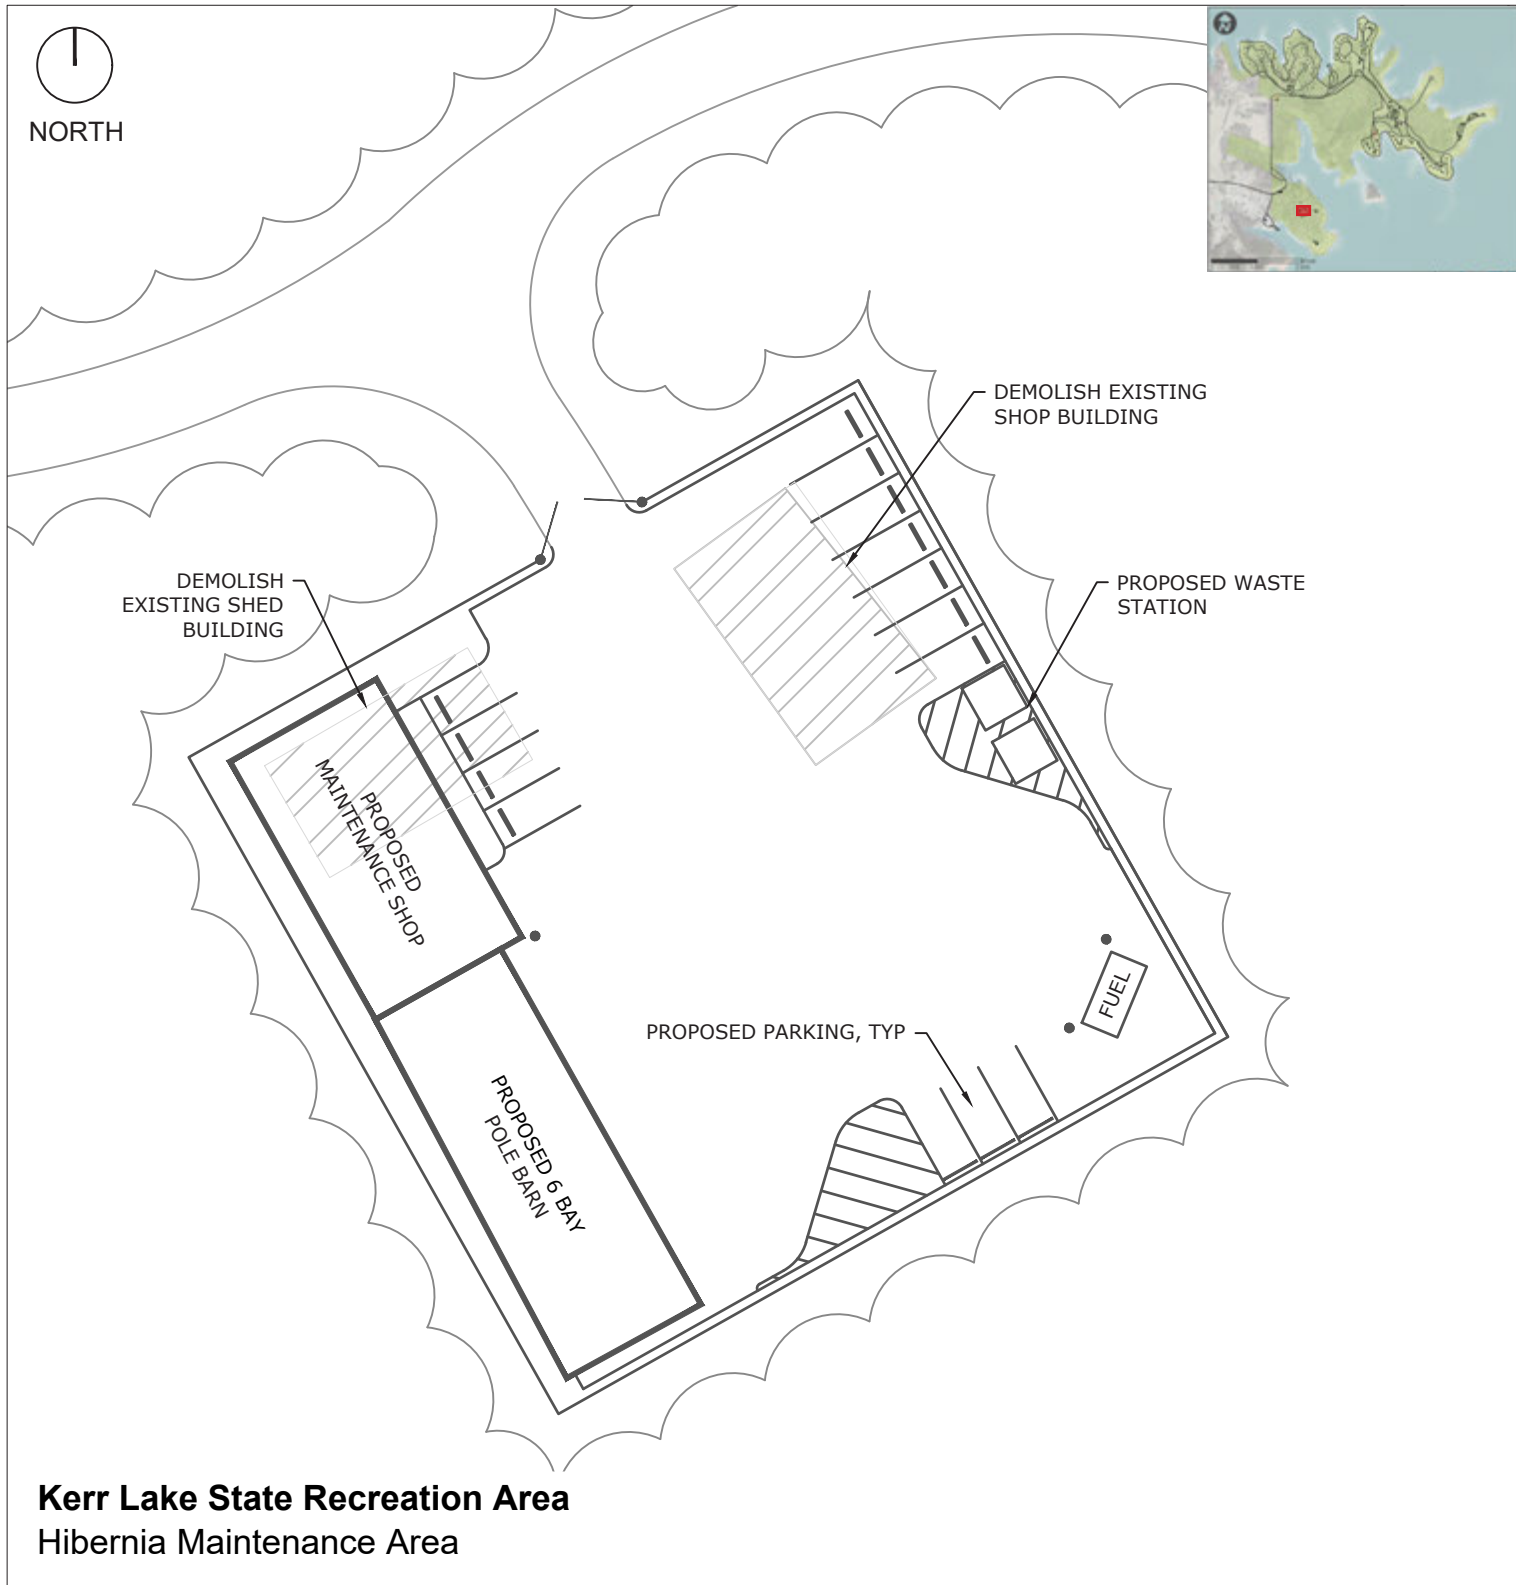 NORTH
DEMOLISH EXISTING
SHOP BUILDING
DEMOLISH
EXISTING SHED
BUILDING
PROPOSED WASTE
STATION
PROPOSED
MAINTENANCE SHOP
FUEL
PROPOSED PARKING, TYP
PROPOSED 6 BAY
POLE BARN
Kerr Lake State Recreation Area
Hibernia Maintenance Area